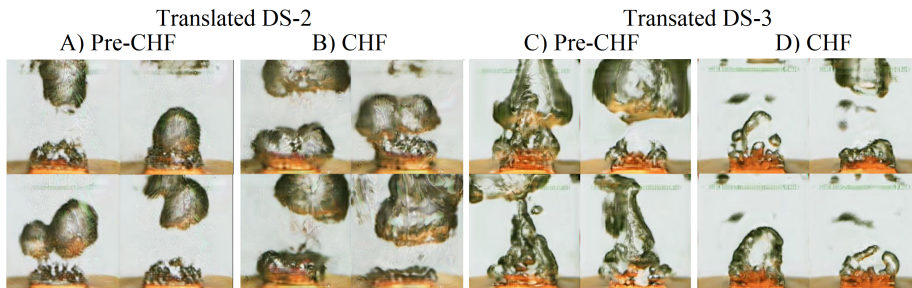 Translated DS-2
Transated DS-3
A) Pre-CHF
B) CHF
C) Pre-CHF
D) CHF